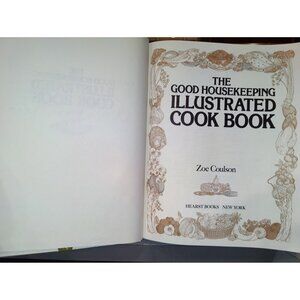 THE
GOOD HOUSEKEEPING
ILLUSTRATED
COOK BOOK
Zoe Coulson
HEARST BOOKS NEW YORK